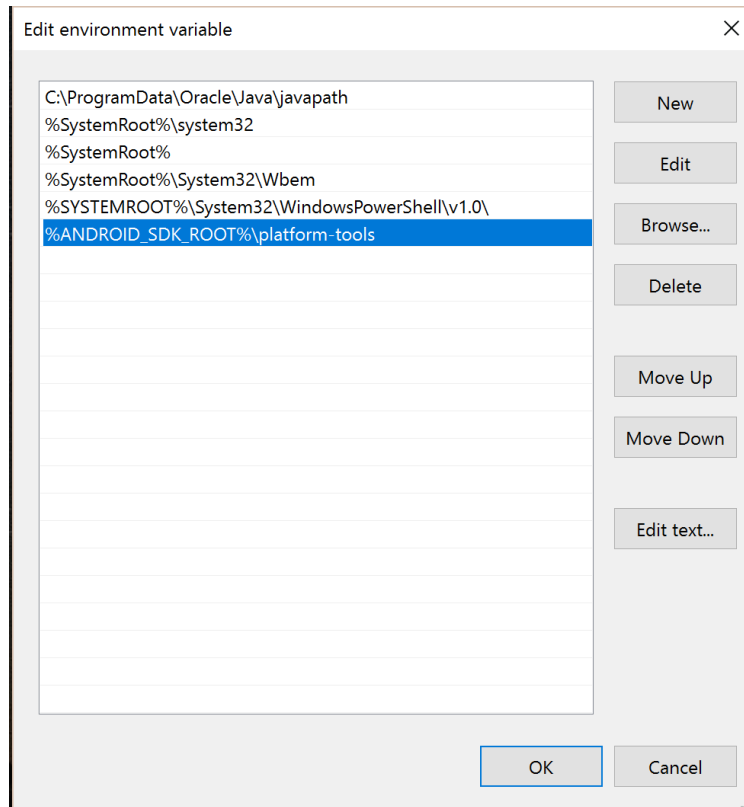 Edit environment variable
C:\ProgramData\Oracle\Java\javapath
%SystemRoot%\system32
%SystemRoot%
%SystemRoot%\System32\Wbem
%SYSTEMROOT%\System32\WindowsPowerShell\v1.0\
%ANDROID_SDK_ROOT%\platform-tools
New
Edit
Browse...
Delete
Move Up
Move Down
Edit text...
OK
Cancel